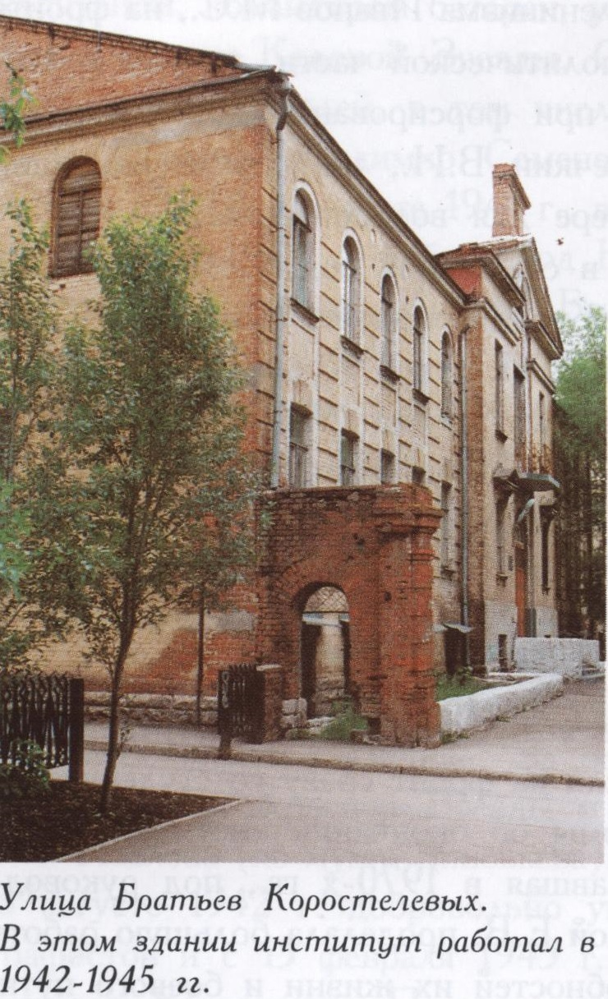 Улица Братьев Коростелевых.
В этом здании институт работал в
1942-1945 гг.